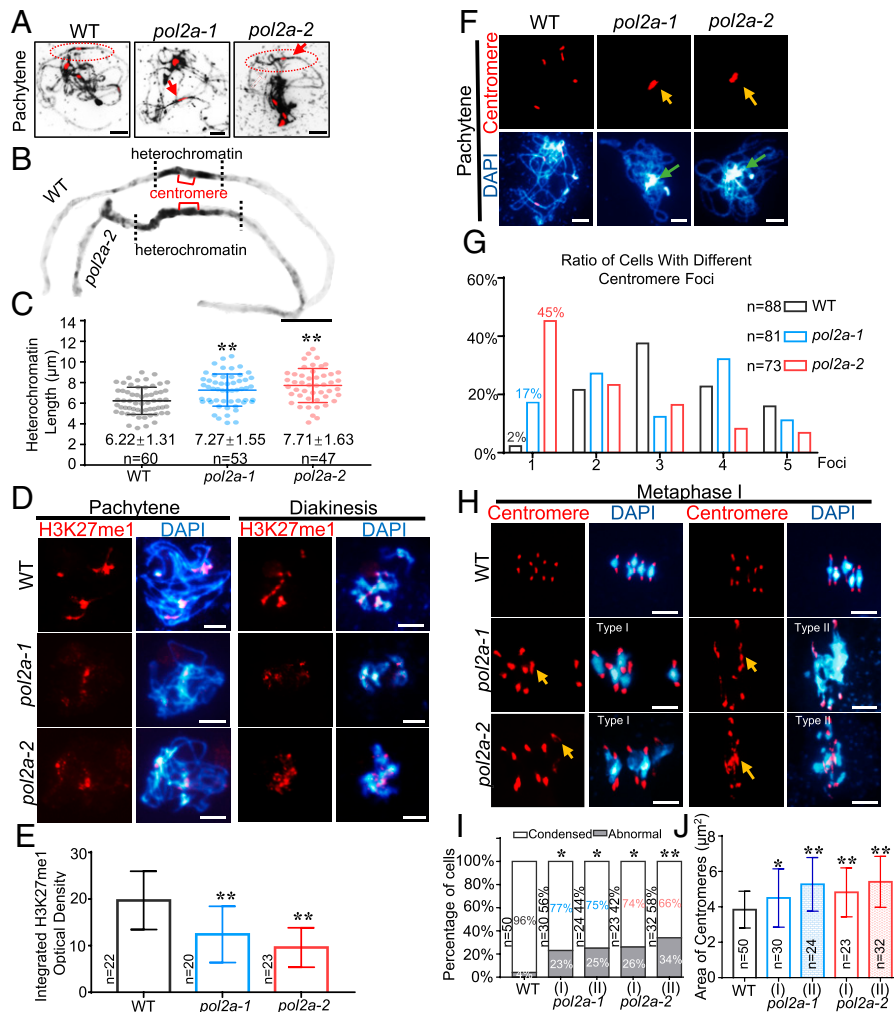 A
WT
pol2a-1
pol2a-2
Pachytene
B
heterochromatin
WT
centromere
pol2a-2
heterochromatin
C
Heterochromatin
Length (μm)
14
12
10
8
6
4
2
0
**
**
6.22±1.31
7.27±1.55
7.71±1.63
n=60
n=53
n=47
WT
pol2a-1
pol2a-2
D
Pachytene
Diakinesis
H3K27me1
DAPI
H3K27me1
DAPI
WT
pol2a-1
pol2a-2
E
Integrated H3K27me1
Optical Density
30
20
10
0
**
**
n=22
n=20
n=23
WT
pol2a-1
pol2a-2
F
WT
pol2a-1
pol2a-2
Pachytene
Centromere
DAPI
G
Ratio of Cells With Different
Centromere Foci
60%
40%
20%
0%
n=88 WT
n=81 pol2a-1
n=73 pol2a-2
2%
17%
45%
1
2
3
4
5
Foci
H
Metaphase I
Centromere
DAPI
Centromere
DAPI
WT
pol2a-1
Type I
Type II
pol2a-2
Type I
Type II
I
Condensed
Abnormal
Percentage of cells
100%
80%
60%
40%
20%
0%
*
*
*
**
n=50
n=30 56%
n=24 44%
n=23 42%
n=32 58%
96%
77%
75%
74%
66%
4%
23%
25%
26%
34%
WT
(I)
(II)
(I)
(II)
pol2a-1
pol2a-2
J
Area of Centromeres (μm²)
8
6
4
2
0
*
**
**
**
n=50
n=30
n=24
n=23
n=32
WT
(I)
(II)
(I)
(II)
pol2a-1
pol2a-2